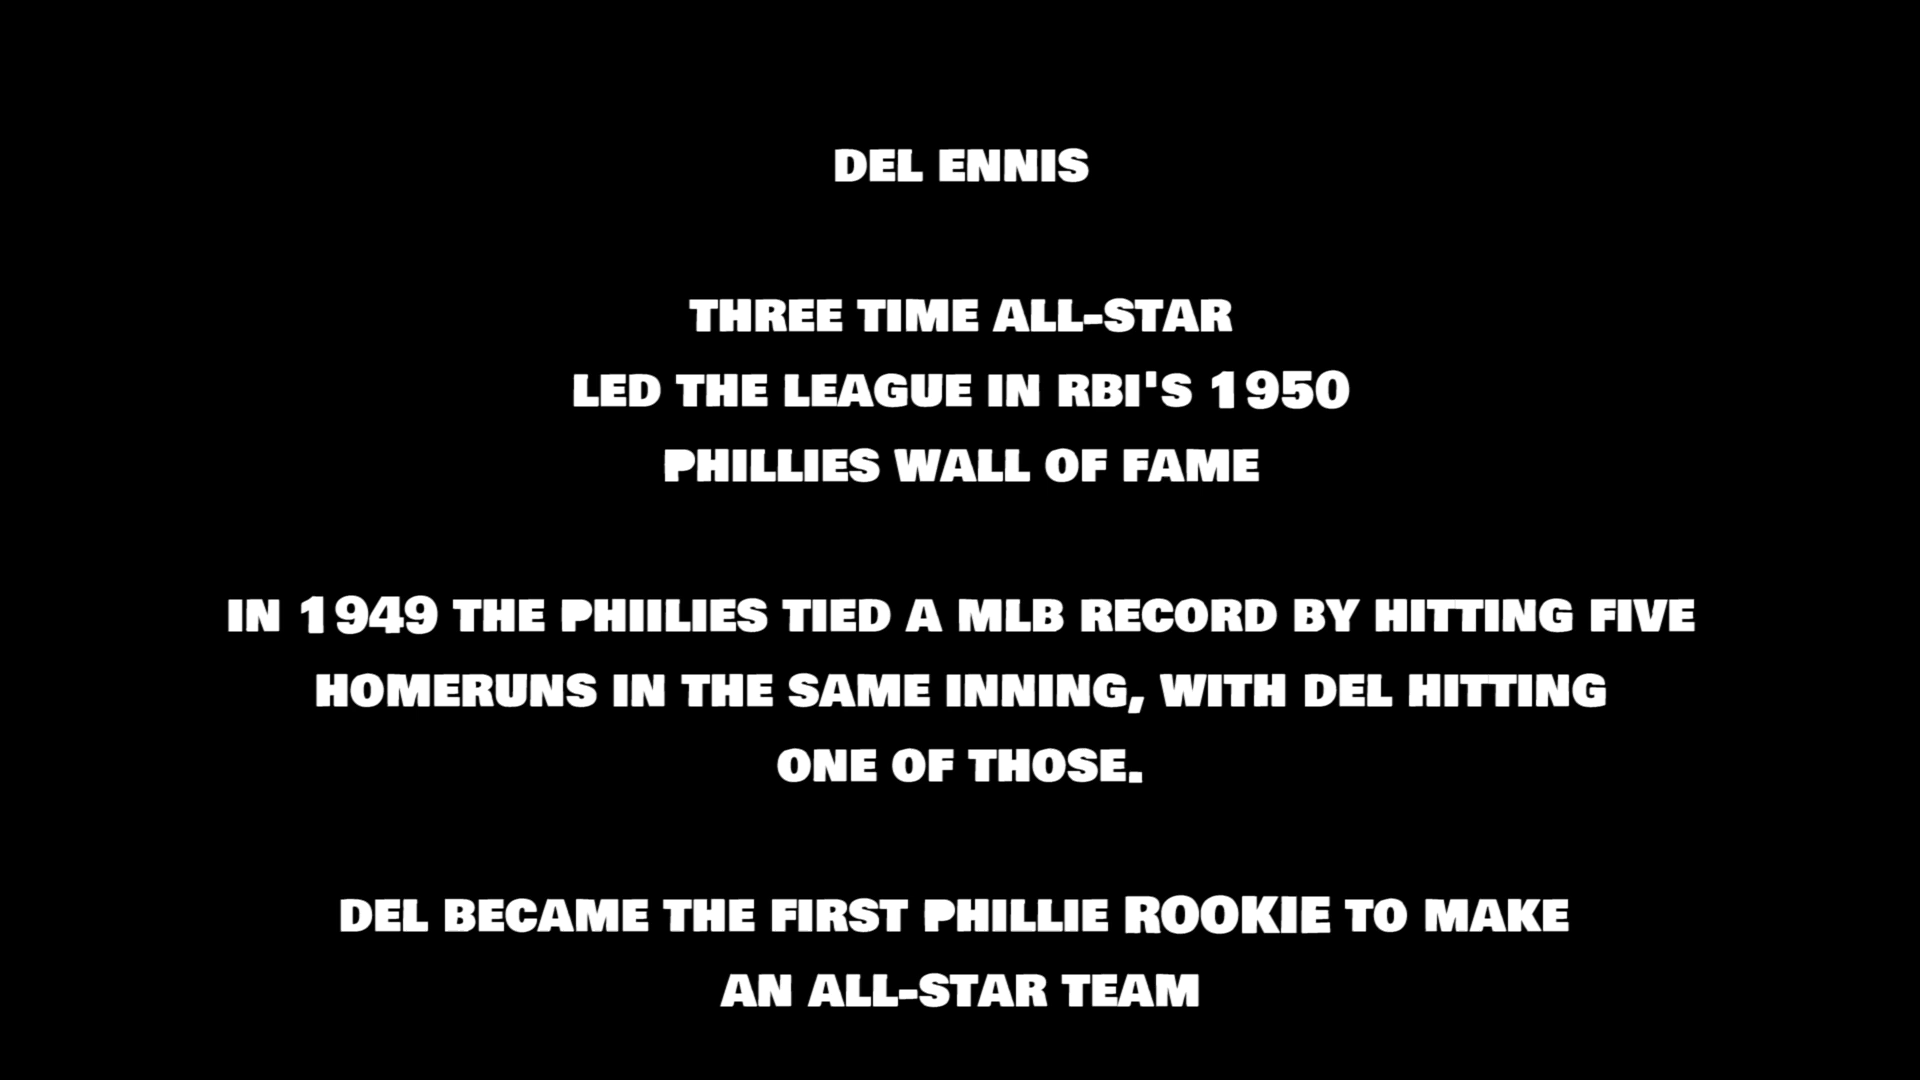 DEL ENNIS
THREE TIME ALL-STAR
LED THE LEAGUE IN RBI'S 1950
PHILLIES WALL OF FAME
IN 1949 THE PHIILIES TIED A MLB RECORD BY HITTING FIVE
HOMERUNS IN THE SAME INNING, WITH DEL HITTING
ONE OF THOSE.
DEL BECAME THE FIRST PHILLIE ROOKIE TO MAKE
AN ALL-STAR TEAM